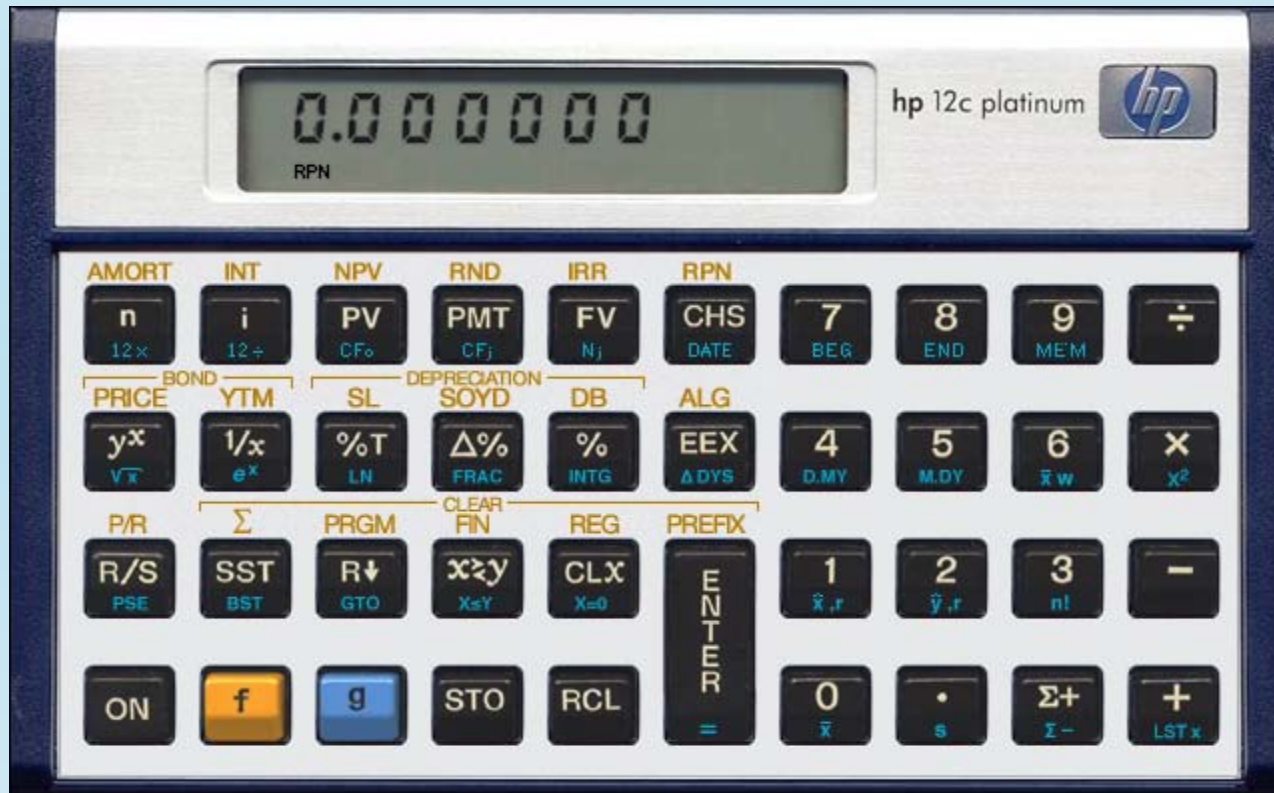 0.000000
RPN
hp 12c platinum
hp
AMORT INT NPV RND IRR RPN
n i PV PMT FV CHS 7 8 9 ÷
12× 12÷ CFo CFj Nj DATE BEG END MEM
BOND DEPRECIATION
PRICE YTM SL SOYD DB ALG
yˣ 1/x %T Δ% % EEX 4 5 6 ×
√x eˣ LN FRAC INTG ΔDYS D.MY M.DY x̄w x²
CLEAR
P/R Σ PRGM FIN REG PREFIX
R/S SST R↓ x≷y CLx ENTER 1 2 3 −
PSE BST GTO X≤Y X=0 x̂,r ŷ,r n!
ON f g STO RCL 0 · Σ+ +
= x̄ s Σ− LST x